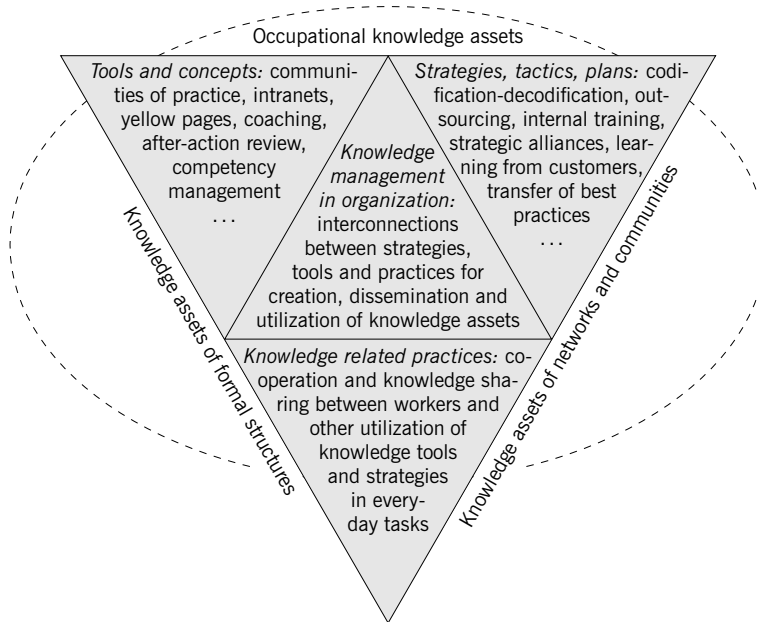 Occupational knowledge assets
Tools and concepts: communi-
ties of practice, intranets,
yellow pages, coaching,
after-action review,
competency
management
...
Strategies, tactics, plans: codi-
fication-decodification, out-
sourcing, internal training,
strategic alliances, lear-
ning from customers,
transfer of best
practices
...
Knowledge
management
in organization:
interconnections
between strategies,
tools and practices for
creation, dissemination and
utilization of knowledge assets
Knowledge assets of formal structures
Knowledge assets of networks and communities
Knowledge related practices: co-
operation and knowledge sha-
ring between workers and
other utilization of
knowledge tools
and strategies
in every-
day tasks